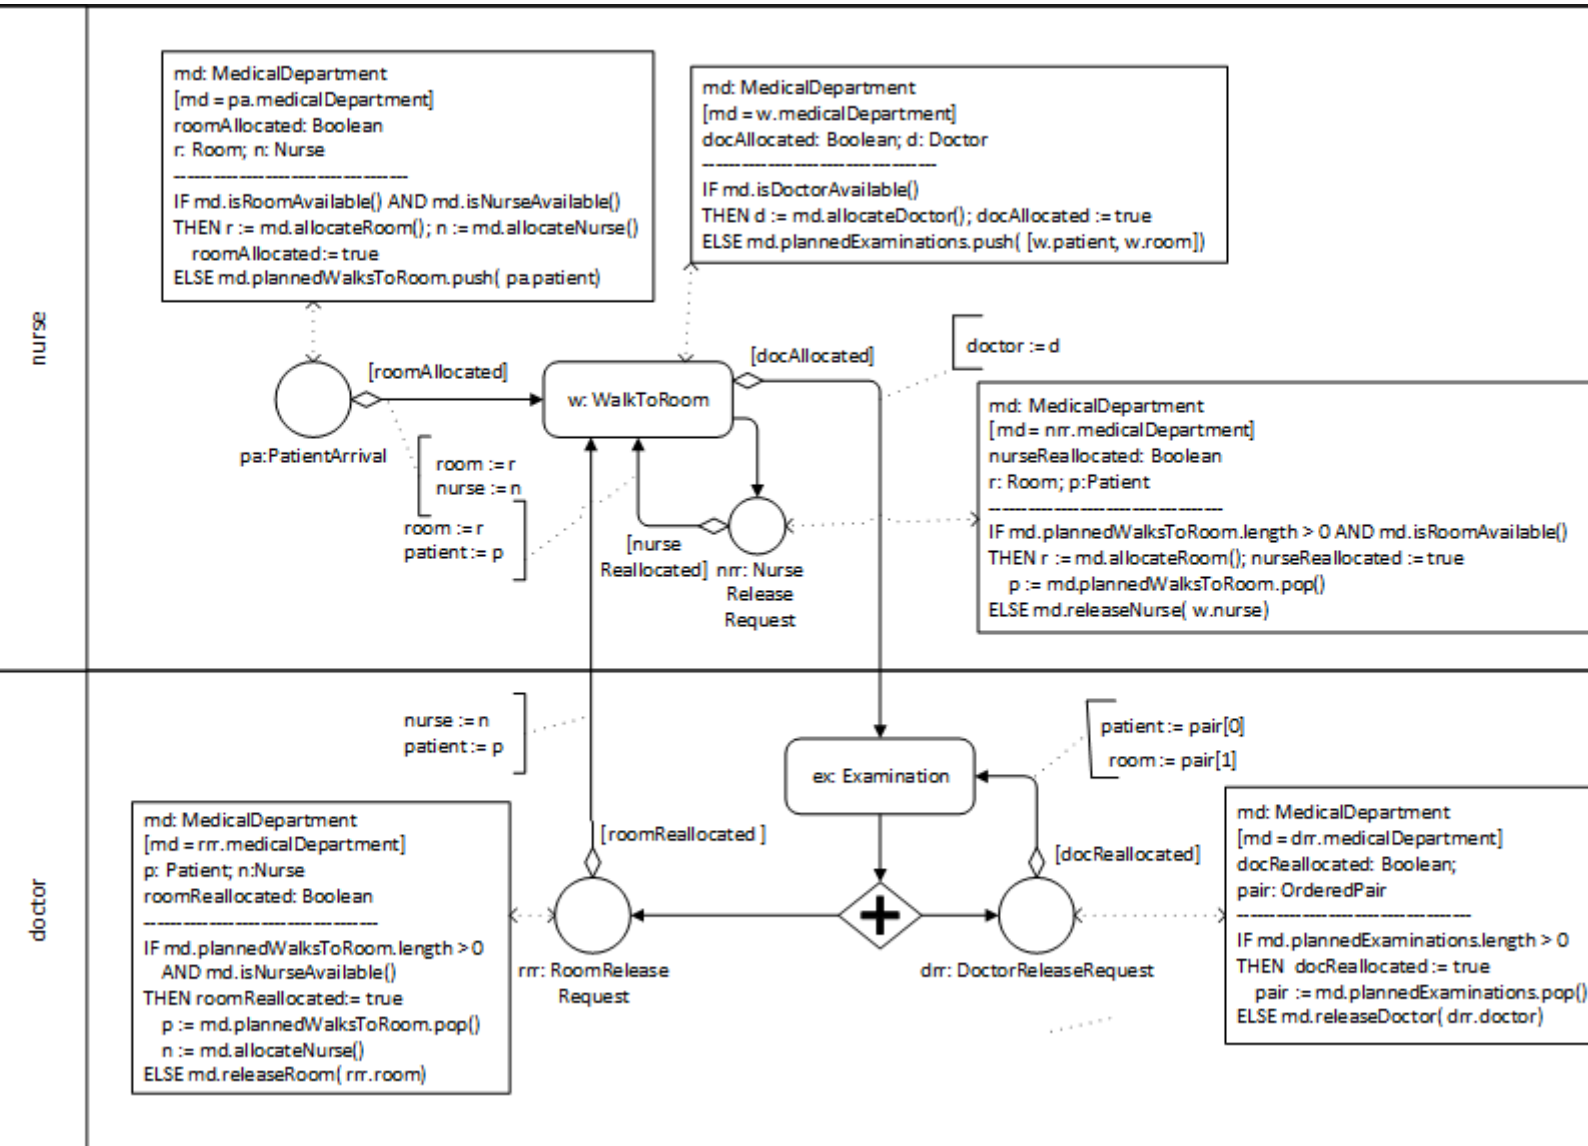 nurse
md: MedicalDepartment
[md = pa.medicalDepartment]
roomAllocated: Boolean
r: Room; n: Nurse
IF md.isRoomAvailable() AND md.isNurseAvailable()
THEN r := md.allocateRoom(); n := md.allocateNurse()
roomAllocated:= true
ELSE md.plannedWalksToRoom.push( pa.patient)
md: MedicalDepartment
[md = w.medicalDepartment]
docAllocated: Boolean; d: Doctor
IF md.isDoctorAvailable()
THEN d := md.allocateDoctor(); docAllocated := true
ELSE md.plannedExaminations.push( [w.patient, w.room])
[roomAllocated]
pa:PatientArrival
w: WalkToRoom
[docAllocated]
doctor := d
room := r
nurse := n
room := r
patient := p
[nurse
Reallocated]
nrr: Nurse
Release
Request
md: MedicalDepartment
[md = nrr.medicalDepartment]
nurseReallocated: Boolean
r: Room; p:Patient
IF md.plannedWalksToRoom.length > 0 AND md.isRoomAvailable()
THEN r := md.allocateRoom(); nurseReallocated := true
p := md.plannedWalksToRoom.pop()
ELSE md.releaseNurse( w.nurse)
doctor
nurse := n
patient := p
ex: Examination
patient := pair[0]
room := pair[1]
[roomReallocated ]
[docReallocated]
rrr: RoomRelease
Request
drr: DoctorReleaseRequest
md: MedicalDepartment
[md = rrr.medicalDepartment]
p: Patient; n:Nurse
roomReallocated: Boolean
IF md.plannedWalksToRoom.length > 0
AND md.isNurseAvailable()
THEN roomReallocated:= true
p := md.plannedWalksToRoom.pop()
n := md.allocateNurse()
ELSE md.releaseRoom( rrr.room)
md: MedicalDepartment
[md = drr.medicalDepartment]
docReallocated: Boolean;
pair: OrderedPair
IF md.plannedExaminations.length > 0
THEN docReallocated := true
pair := md.plannedExaminations.pop()
ELSE md.releaseDoctor( drr.doctor)